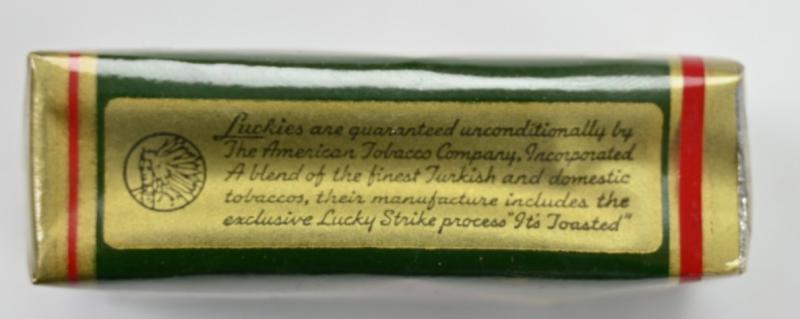 Luckies are guaranteed unconditionally by
The American Tobacco Company, Incorporated
A blend of the finest Turkish and domestic
tobaccos, their manufacture includes the
exclusive Lucky Strike process "It's Toasted"